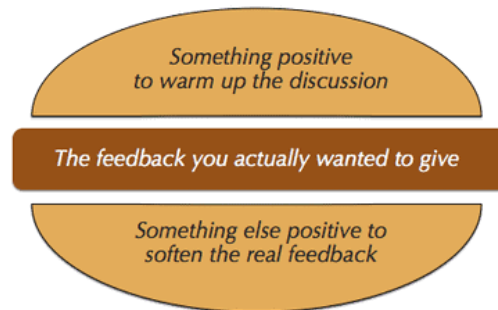 Something positive
to warm up the discussion
The feedback you actually wanted to give
Something else positive to
soften the real feedback